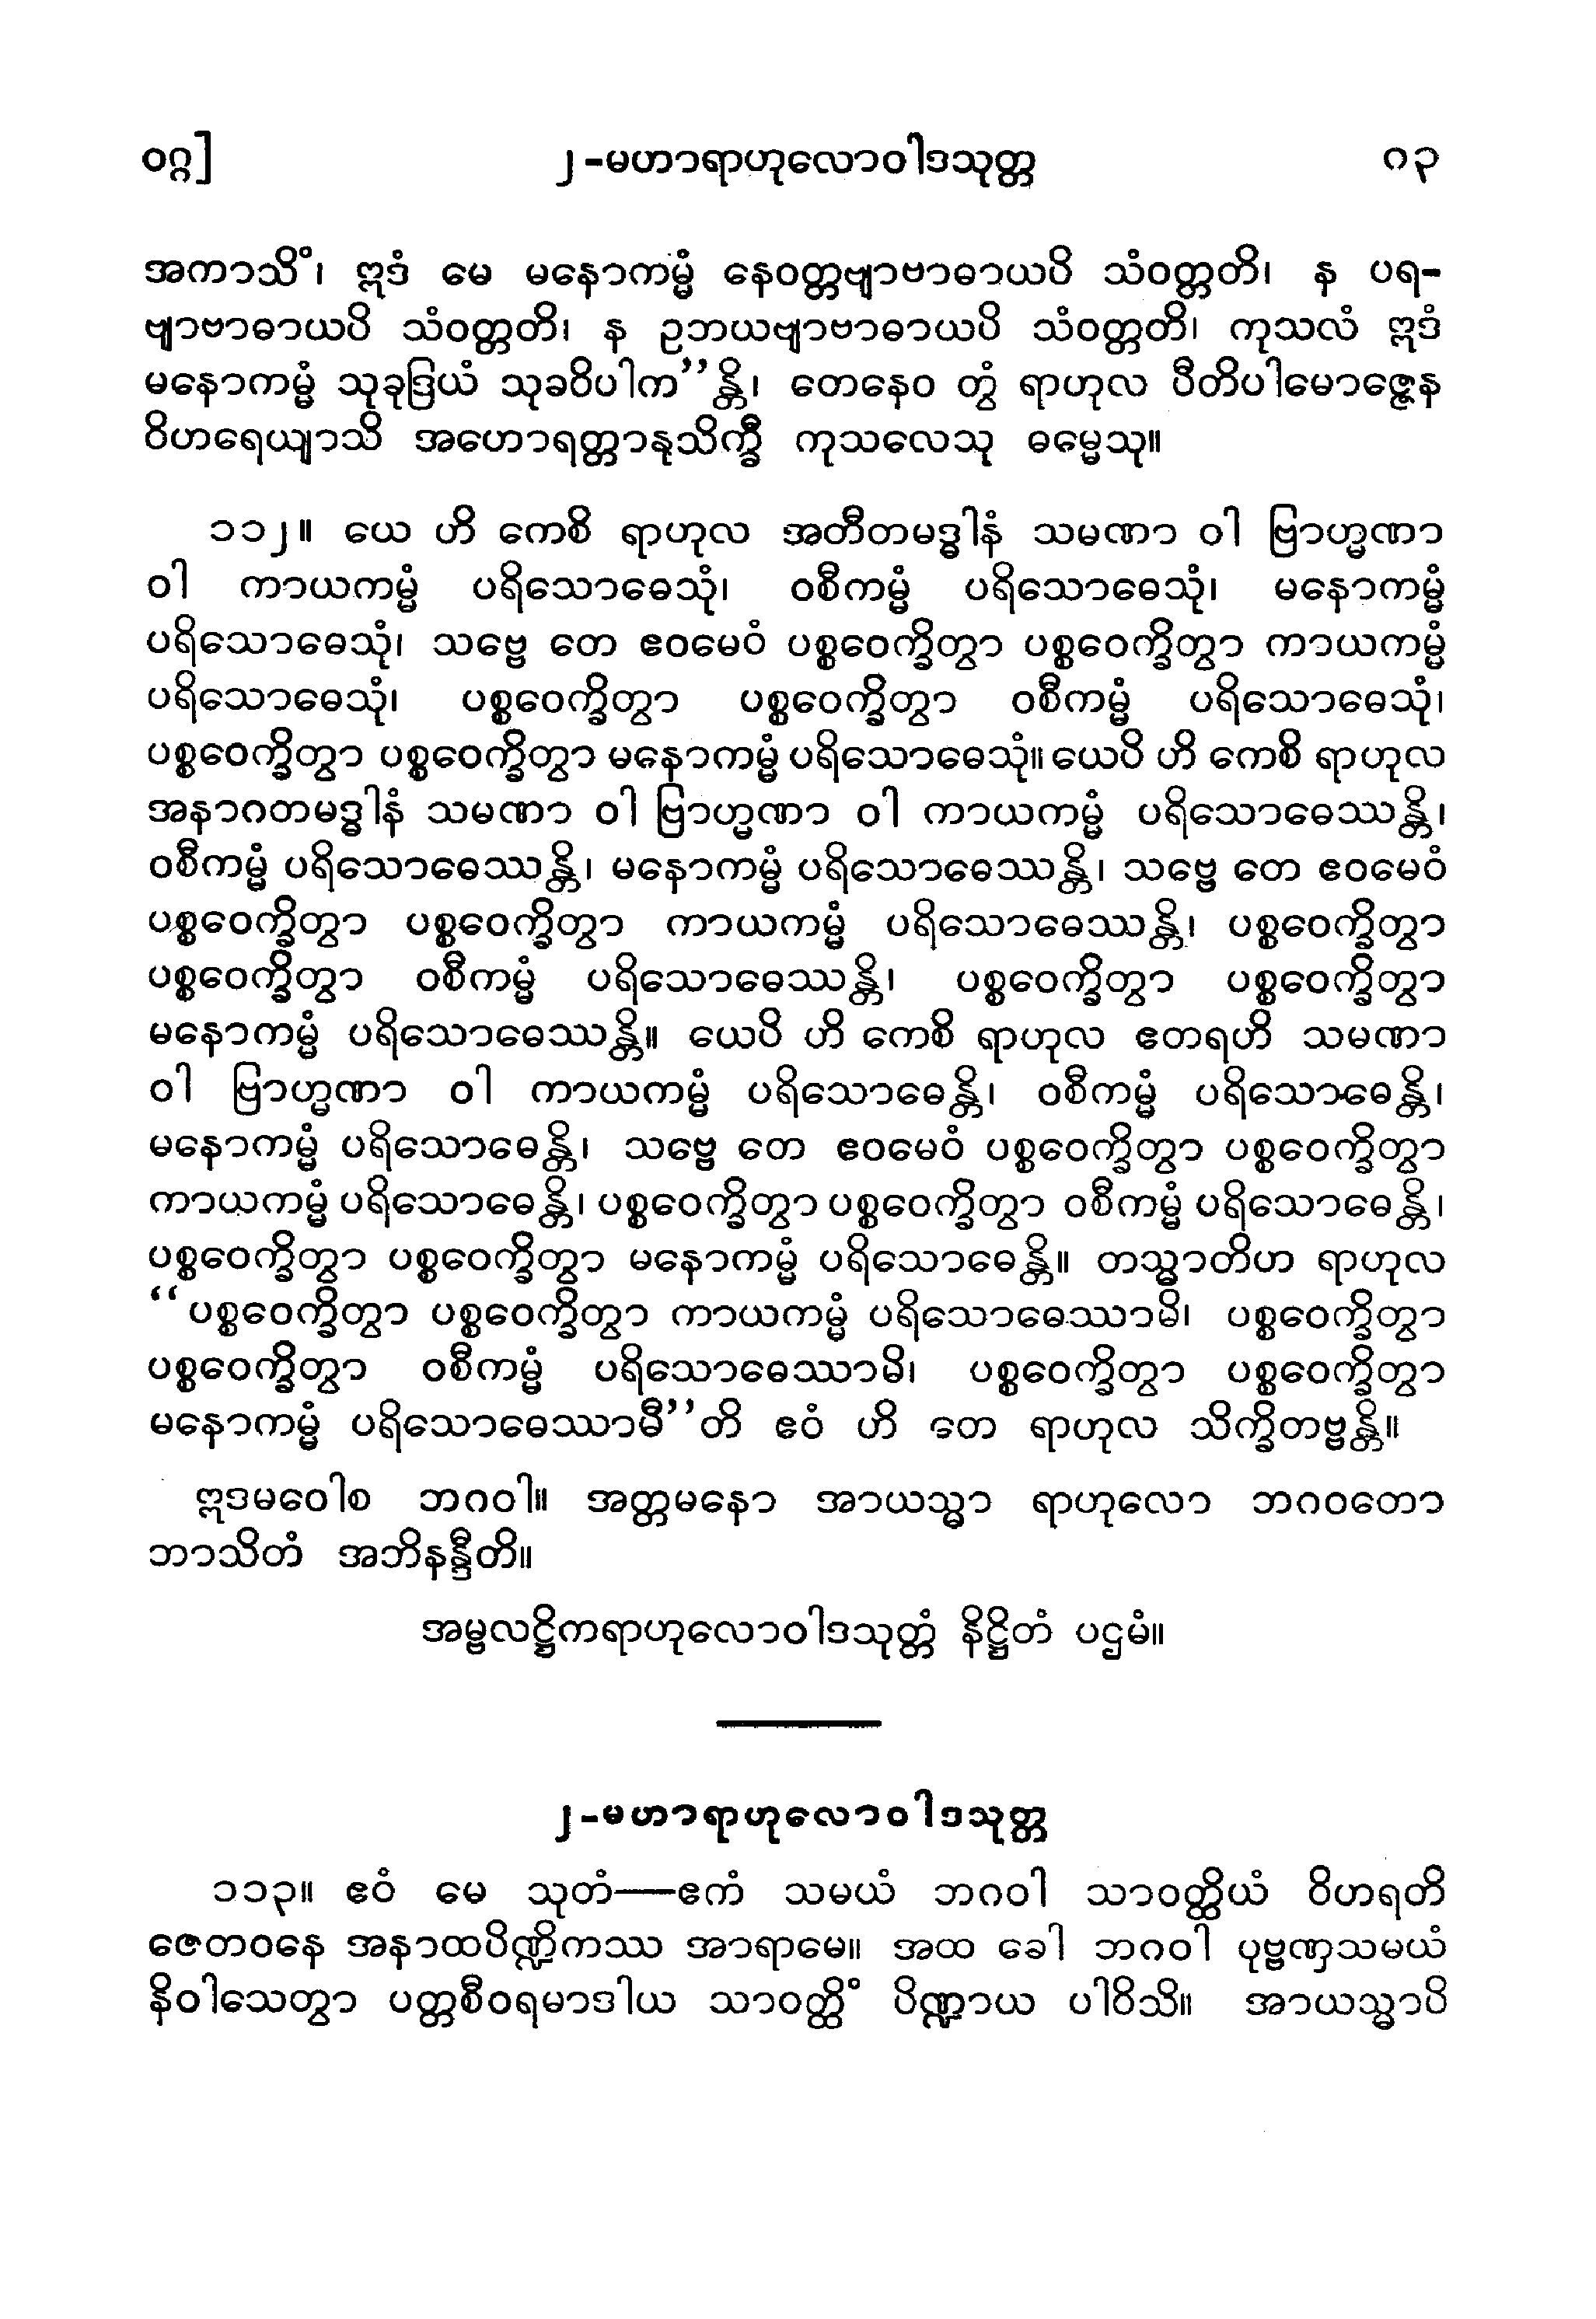 ဝဂ္ဂ]
၂-မဟာရာဟုလောဝါဒသုတ္တ
၈၃
အကာသိံ၊ ဣဒံ မေ မနောကမ္မံ နေဝတ္တဗျာဗာဓာယပိ သံဝတ္တတိ၊ န ပရ-
ဗျာဗာဓာယပိ သံဝတ္တတိ၊ န ဥဘယဗျာဗာဓာယပိ သံဝတ္တတိ၊ ကုသလံ ဣဒံ
မနောကမ္မံ သုခုဒြယံ သုခဝိပါက’’န္တိ၊ တေနေဝ တွံ ရာဟုလ ပီတိပါမောဇ္ဇေန
ဝိဟရေယျာသိ အဟောရတ္တာနုသိက္ခီ ကုသလေသု ဓမ္မေသု။
၁၁၂။ ယေ ဟိ ကေစိ ရာဟုလ အတီတမဒ္ဓါနံ သမဏာ ဝါ ဗြာဟ္မဏာ
ဝါ ကာယကမ္မံ ပရိသောဓေသုံ၊ ဝစီကမ္မံ ပရိသောဓေသုံ၊ မနောကမ္မံ
ပရိသောဓေသုံ၊ သဗ္ဗေ တေ ဧဝမေဝံ ပစ္စဝေက္ခိတွာ ပစ္စဝေက္ခိတွာ ကာယကမ္မံ
ပရိသောဓေသုံ၊ ပစ္စဝေက္ခိတွာ ပစ္စဝေက္ခိတွာ ဝစီကမ္မံ ပရိသောဓေသုံ၊
ပစ္စဝေက္ခိတွာ ပစ္စဝေက္ခိတွာ မနောကမ္မံ ပရိသောဓေသုံ။ ယေပိ ဟိ ကေစိ ရာဟုလ
အနာဂတမဒ္ဓါနံ သမဏာ ဝါ ဗြာဟ္မဏာ ဝါ ကာယကမ္မံ ပရိသောဓေဿန္တိ၊
ဝစီကမ္မံ ပရိသောဓေဿန္တိ၊ မနောကမ္မံ ပရိသောဓေဿန္တိ၊ သဗ္ဗေ တေ ဧဝမေဝံ
ပစ္စဝေက္ခိတွာ ပစ္စဝေက္ခိတွာ ကာယကမ္မံ ပရိသောဓေဿန္တိ၊ ပစ္စဝေက္ခိတွာ
ပစ္စဝေက္ခိတွာ ဝစီကမ္မံ ပရိသောဓေဿန္တိ၊ ပစ္စဝေက္ခိတွာ ပစ္စဝေက္ခိတွာ
မနောကမ္မံ ပရိသောဓေဿန္တိ။ ယေပိ ဟိ ကေစိ ရာဟုလ ဧတရဟိ သမဏာ
ဝါ ဗြာဟ္မဏာ ဝါ ကာယကမ္မံ ပရိသောဓေန္တိ၊ ဝစီကမ္မံ ပရိသောဓေန္တိ၊
မနောကမ္မံ ပရိသောဓေန္တိ၊ သဗ္ဗေ တေ ဧဝမေဝံ ပစ္စဝေက္ခိတွာ ပစ္စဝေက္ခိတွာ
ကာယကမ္မံ ပရိသောဓေန္တိ၊ ပစ္စဝေက္ခိတွာ ပစ္စဝေက္ခိတွာ ဝစီကမ္မံ ပရိသောဓေန္တိ၊
ပစ္စဝေက္ခိတွာ ပစ္စဝေက္ခိတွာ မနောကမ္မံ ပရိသောဓေန္တိ။ တသ္မာတိဟ ရာဟုလ
‘‘ပစ္စဝေက္ခိတွာ ပစ္စဝေက္ခိတွာ ကာယကမ္မံ ပရိသောဓေဿာမိ၊ ပစ္စဝေက္ခိတွာ
ပစ္စဝေက္ခိတွာ ဝစီကမ္မံ ပရိသောဓေဿာမိ၊ ပစ္စဝေက္ခိတွာ ပစ္စဝေက္ခိတွာ
မနောကမ္မံ ပရိသောဓေဿာမီ’’တိ ဧဝံ ဟိ တေ ရာဟုလ သိက္ခိတဗ္ဗန္တိ။
ဣဒမဝေါစ ဘဂဝါ။ အတ္တမနော အာယသ္မာ ရာဟုလော ဘဂဝတော
ဘာသိတံ အဘိနန္ဒီတိ။
အမ္ဗလဋ္ဌိကရာဟုလောဝါဒသုတ္တံ နိဋ္ဌိတံ ပဌမံ။
၂-မဟာရာဟုလောဝါဒသုတ္တ
၁၁၃။ ဧဝံ မေ သုတံ—ဧကံ သမယံ ဘဂဝါ သာဝတ္ထိယံ ဝိဟရတိ
ဇေတဝနေ အနာထပိဏ္ဍိကဿ အာရာမေ။ အထ ခေါ ဘဂဝါ ပုဗ္ဗဏှသမယံ
နိဝါသေတွာ ပတ္တစီဝရမာဒါယ သာဝတ္ထိံ ပိဏ္ဍာယ ပါဝိသိ။ အာယသ္မာပိ